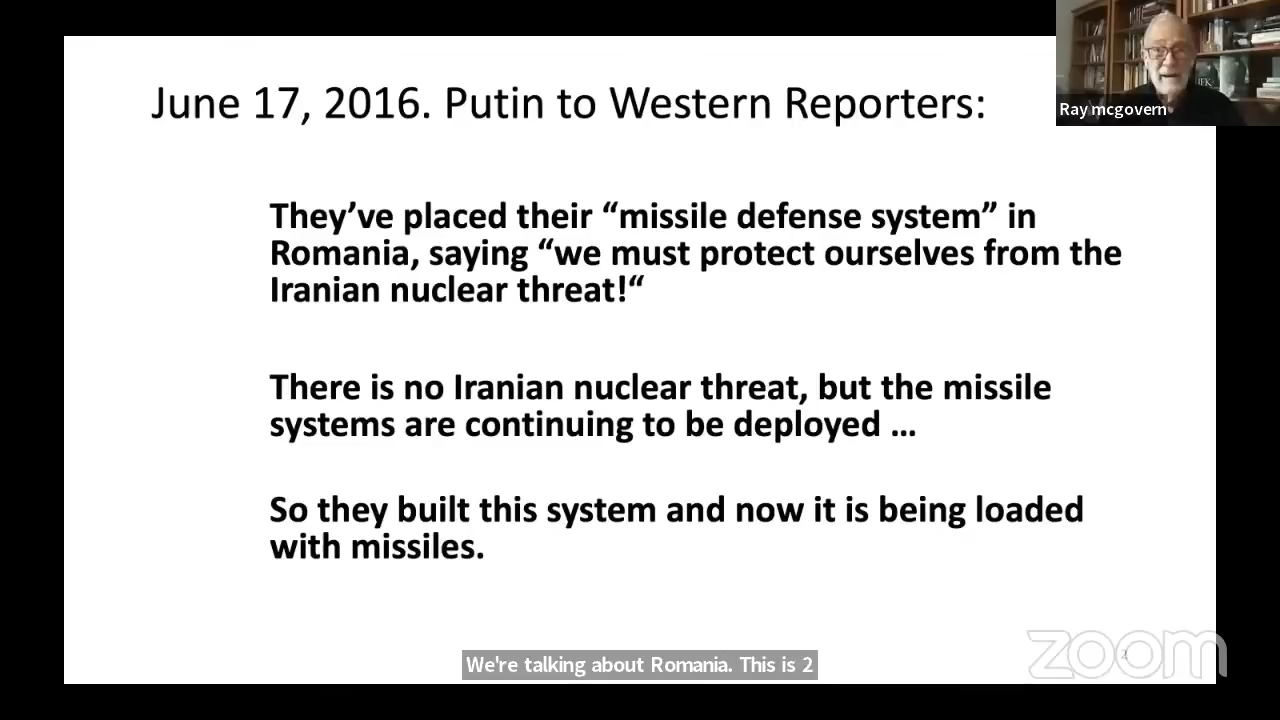 June 17, 2016. Putin to Western Reporters:
Ray mcgovern
They’ve placed their “missile defense system” in
Romania, saying “we must protect ourselves from the
Iranian nuclear threat!“
There is no Iranian nuclear threat, but the missile
systems are continuing to be deployed …
So they built this system and now it is being loaded
with missiles.
We're talking about Romania. This is 2
zoom
2